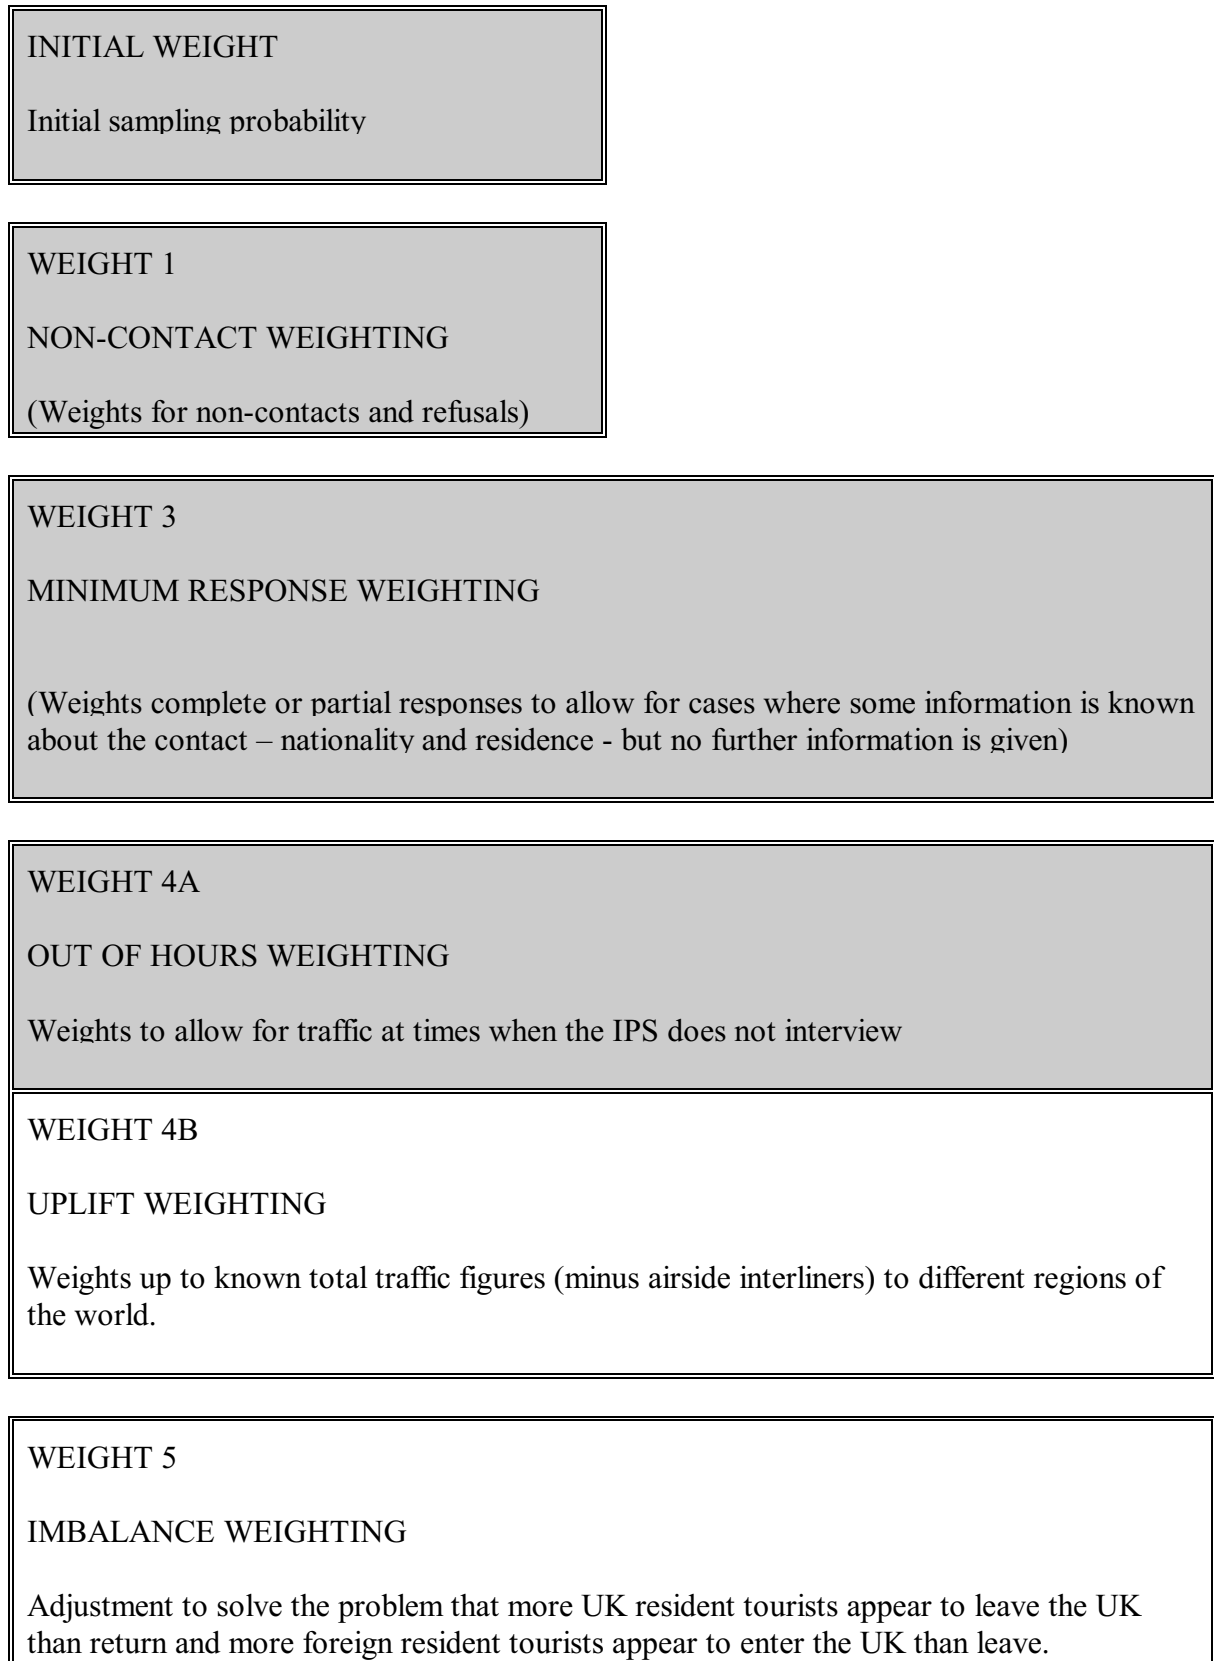 INITIAL WEIGHT
Initial sampling probability
WEIGHT 1
NON-CONTACT WEIGHTING
(Weights for non-contacts and refusals)
WEIGHT 3
MINIMUM RESPONSE WEIGHTING
(Weights complete or partial responses to allow for cases where some information is known
about the contact – nationality and residence - but no further information is given)
WEIGHT 4A
OUT OF HOURS WEIGHTING
Weights to allow for traffic at times when the IPS does not interview
WEIGHT 4B
UPLIFT WEIGHTING
Weights up to known total traffic figures (minus airside interliners) to different regions of
the world.
WEIGHT 5
IMBALANCE WEIGHTING
Adjustment to solve the problem that more UK resident tourists appear to leave the UK
than return and more foreign resident tourists appear to enter the UK than leave.